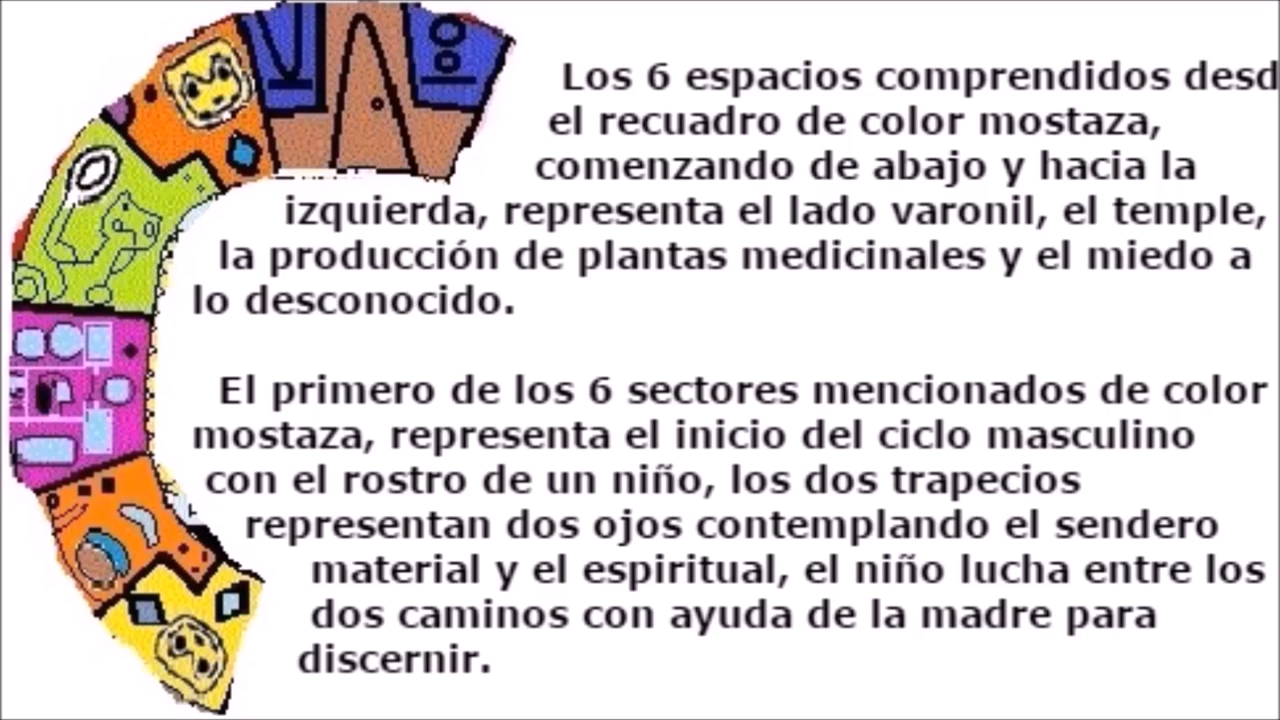 Los 6 espacios comprendidos desd
el recuadro de color mostaza,
comenzando de abajo y hacia la
izquierda, representa el lado varonil, el temple,
la producción de plantas medicinales y el miedo a
lo desconocido.
El primero de los 6 sectores mencionados de color
mostaza, representa el inicio del ciclo masculino
con el rostro de un niño, los dos trapecios
representan dos ojos contemplando el sendero
material y el espiritual, el niño lucha entre los
dos caminos con ayuda de la madre para
discernir.